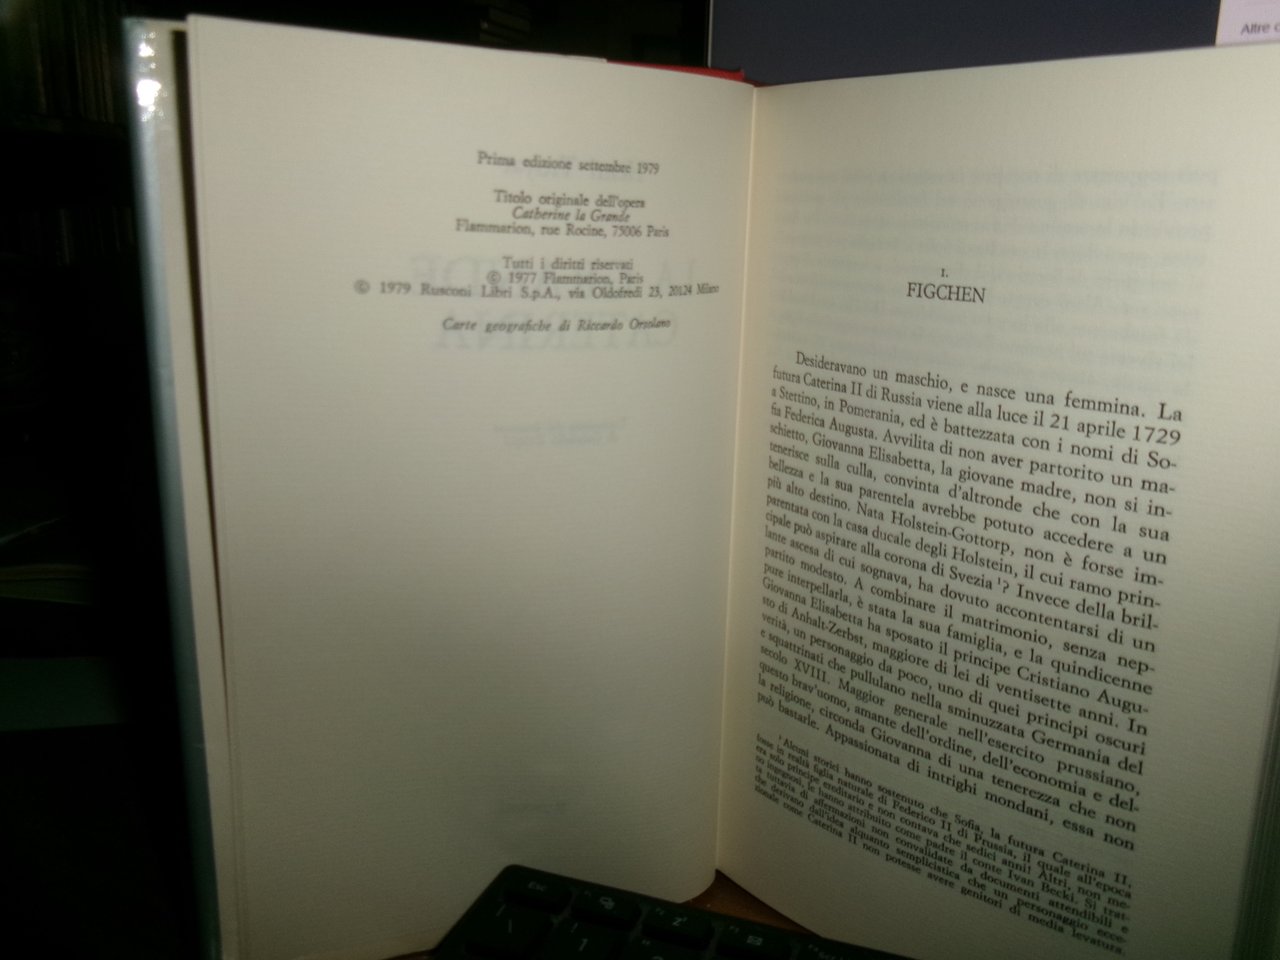 Altre
Prima edizione settembre 1979
Titolo originale dell'opera
Catherine la Grande
Flammarion, rue Rocine, 75006 Paris
Tutti i diritti riservati
© 1977 Flammarion, Paris
© 1979 Rusconi Libri S.p.A., via Oldofredi 23, 20124 Milano
Carte geografiche di Riccardo Orsolano
I.
FIGCHEN
Desideravano un maschio, e nasce una femmina. La
futura Caterina II di Russia viene alla luce il 21 aprile 1729
a Stettino, in Pomerania, ed è battezzata con i nomi di So-
fia Federica Augusta. Avvilita di non aver partorito un ma-
schietto, Giovanna Elisabetta, la giovane madre, non si in-
tenerisce sulla culla, convinta d'altronde che con la sua
bellezza e la sua parentela avrebbe potuto accedere a un
più alto destino. Nata Holstein-Gottorp, non è forse im-
parentata con la casa ducale degli Holstein, il cui ramo prin-
cipale può aspirare alla corona di Svezia ¹? Invece della bril-
lante ascesa di cui sognava, ha dovuto accontentarsi di un
partito modesto. A combinare il matrimonio, senza nep-
pure interpellarla, è stata la sua famiglia, e la quindicenne
Giovanna Elisabetta ha sposato il principe Cristiano Augu-
sto di Anhalt-Zerbst, maggiore di lei di ventisette anni. In
verità, un personaggio da poco, uno di quei principi oscuri
e squattrinati che pullulano nella sminuzzata Germania del
secolo XVIII. Maggior generale nell'esercito prussiano,
questo brav'uomo, amante dell'ordine, dell'economia e del-
la religione, circonda Giovanna di una tenerezza che non
può bastarle. Appassionata di intrighi mondani, essa non
¹ Alcuni storici hanno sostenuto che Sofia, la futura Caterina II,
fosse in realtà figlia naturale di Federico II di Prussia, il quale all'epoca
era solo principe ereditario e non contava che sedici anni! Altri, non me-
no ingegnosi, le hanno attribuito come padre il conte Ivan Becki. Si trat-
ta tuttavia di affermazioni non convalidate da documenti attendibili e
che derivano dall'idea alquanto semplicistica che un personaggio ecce-
zionale come Caterina II non potesse avere genitori di media levatura.
Esc